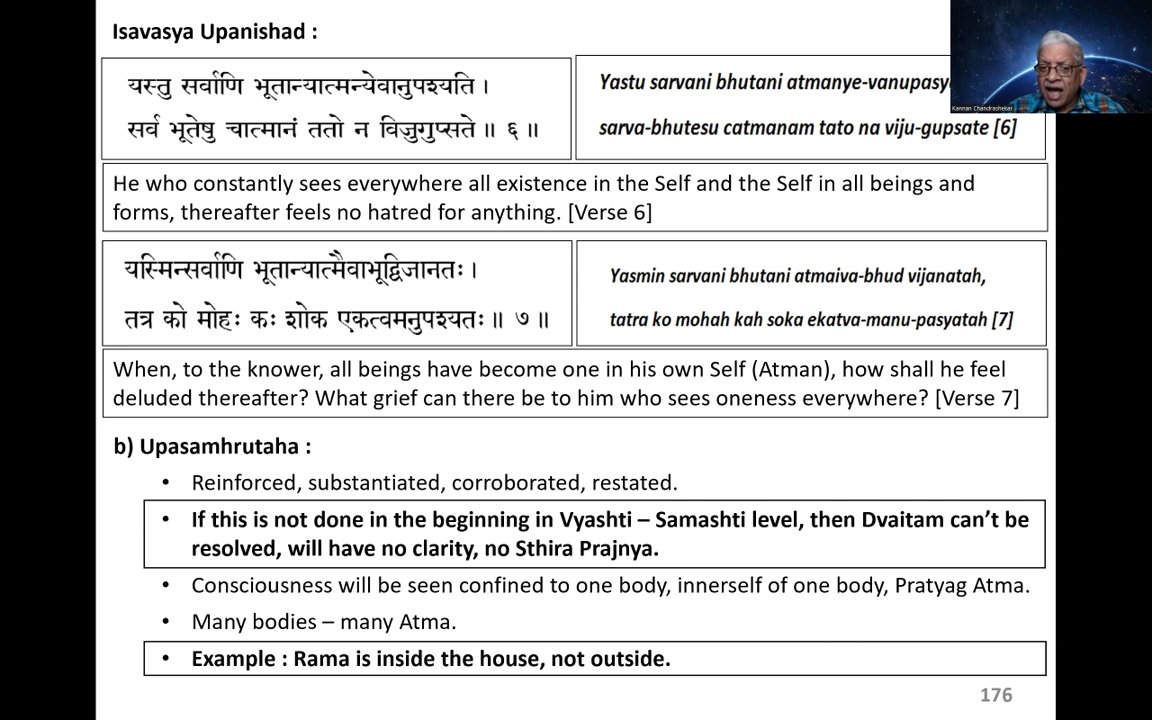 Isavasya Upanishad :
यस्तु सर्वाणि भूतान्यात्मन्येवानुपश्यति ।
सर्व भूतेषु चात्मानं ततो न विजुगुप्सते ॥ ६ ॥
Yastu sarvani bhutani atmanye-vanupasy
sarva-bhutesu catmanam tato na viju-gupsate [6]
Kannan Chandrashekar
He who constantly sees everywhere all existence in the Self and the Self in all beings and
forms, thereafter feels no hatred for anything. [Verse 6]
यस्मिन्सर्वाणि भूतान्यात्मैवाभूद्विजानतः ।
तत्र को मोहः कः शोक एकत्वमनुपश्यतः ॥ ७ ॥
Yasmin sarvani bhutani atmaiva-bhud vijanatah,
tatra ko mohah kah soka ekatva-manu-pasyatah [7]
When, to the knower, all beings have become one in his own Self (Atman), how shall he feel
deluded thereafter? What grief can there be to him who sees oneness everywhere? [Verse 7]
b) Upasamhrutaha :
• Reinforced, substantiated, corroborated, restated.
• If this is not done in the beginning in Vyashti – Samashti level, then Dvaitam can’t be
resolved, will have no clarity, no Sthira Prajnya.
• Consciousness will be seen confined to one body, innerself of one body, Pratyag Atma.
• Many bodies – many Atma.
• Example : Rama is inside the house, not outside.
176